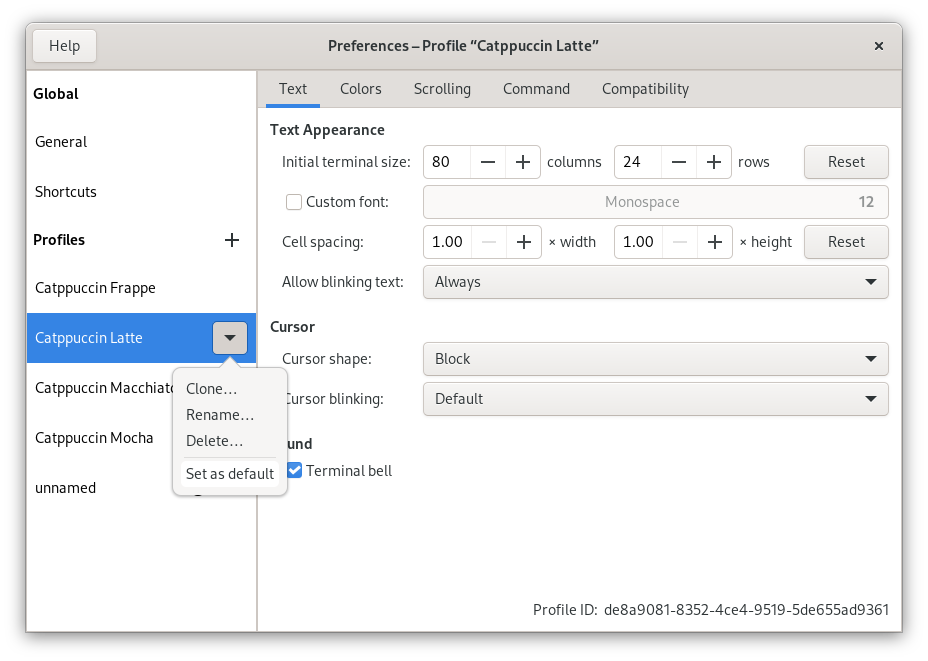 Help
Preferences – Profile “Catppuccin Latte”
Global
General
Shortcuts
Profiles
Catppuccin Frappe
Catppuccin Latte
Catppuccin Macchiato
Catppuccin Mocha
unnamed
Clone…
Rename…
Delete…
Set as default
Text Colors Scrolling Command Compatibility
Text Appearance
Initial terminal size: 80 columns 24 rows Reset
Custom font: Monospace 12
Cell spacing: 1.00 × width 1.00 × height Reset
Allow blinking text: Always
Cursor
Cursor shape: Block
Cursor blinking: Default
und
Terminal bell
Profile ID: de8a9081-8352-4ce4-9519-5de655ad9361